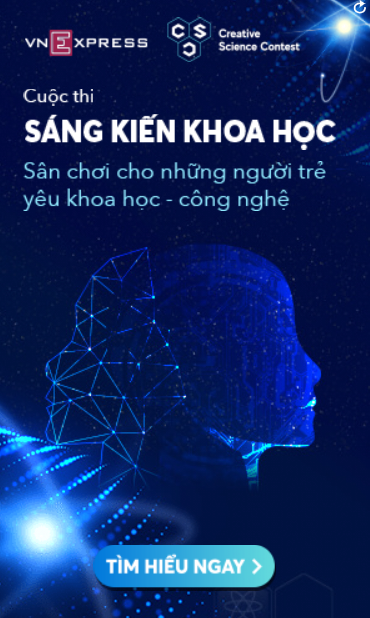 VNEXPRESS
CSC
Creative
Science Contest
Cuộc thi
SÁNG KIẾN KHOA HỌC
Sân chơi cho những người trẻ
yêu khoa học - công nghệ
TÌM HIỂU NGAY